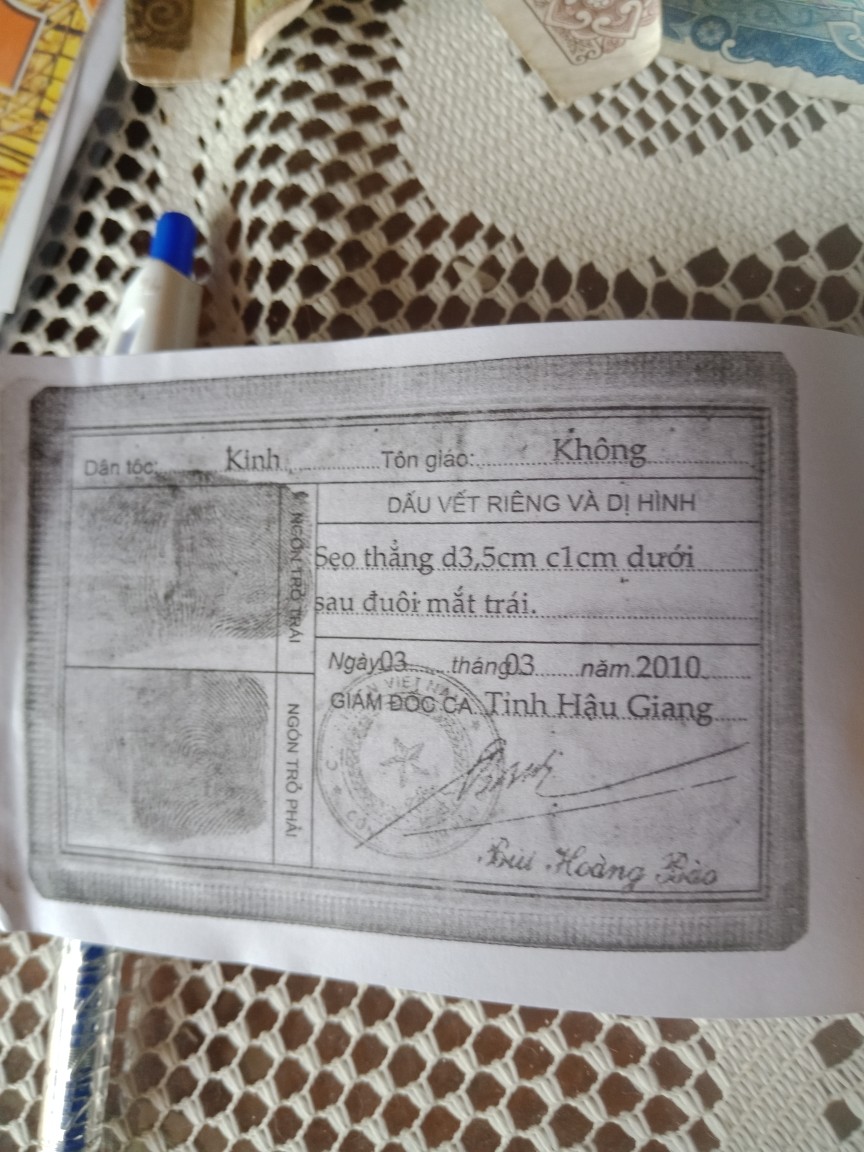 Dân tộc: Kinh Tôn giáo: Không
DẤU VẾT RIÊNG VÀ DỊ HÌNH
NGÓN TRỎ TRÁI
Sẹo thẳng d3,5cm c1cm dưới
sau đuôi mắt trái.
Ngày 03 tháng 03 năm 2010
GIÁM ĐỐC CA Tỉnh Hậu Giang
NGÓN TRỎ PHẢI
VIỆT NAM
Bùi Hoàng Bảo